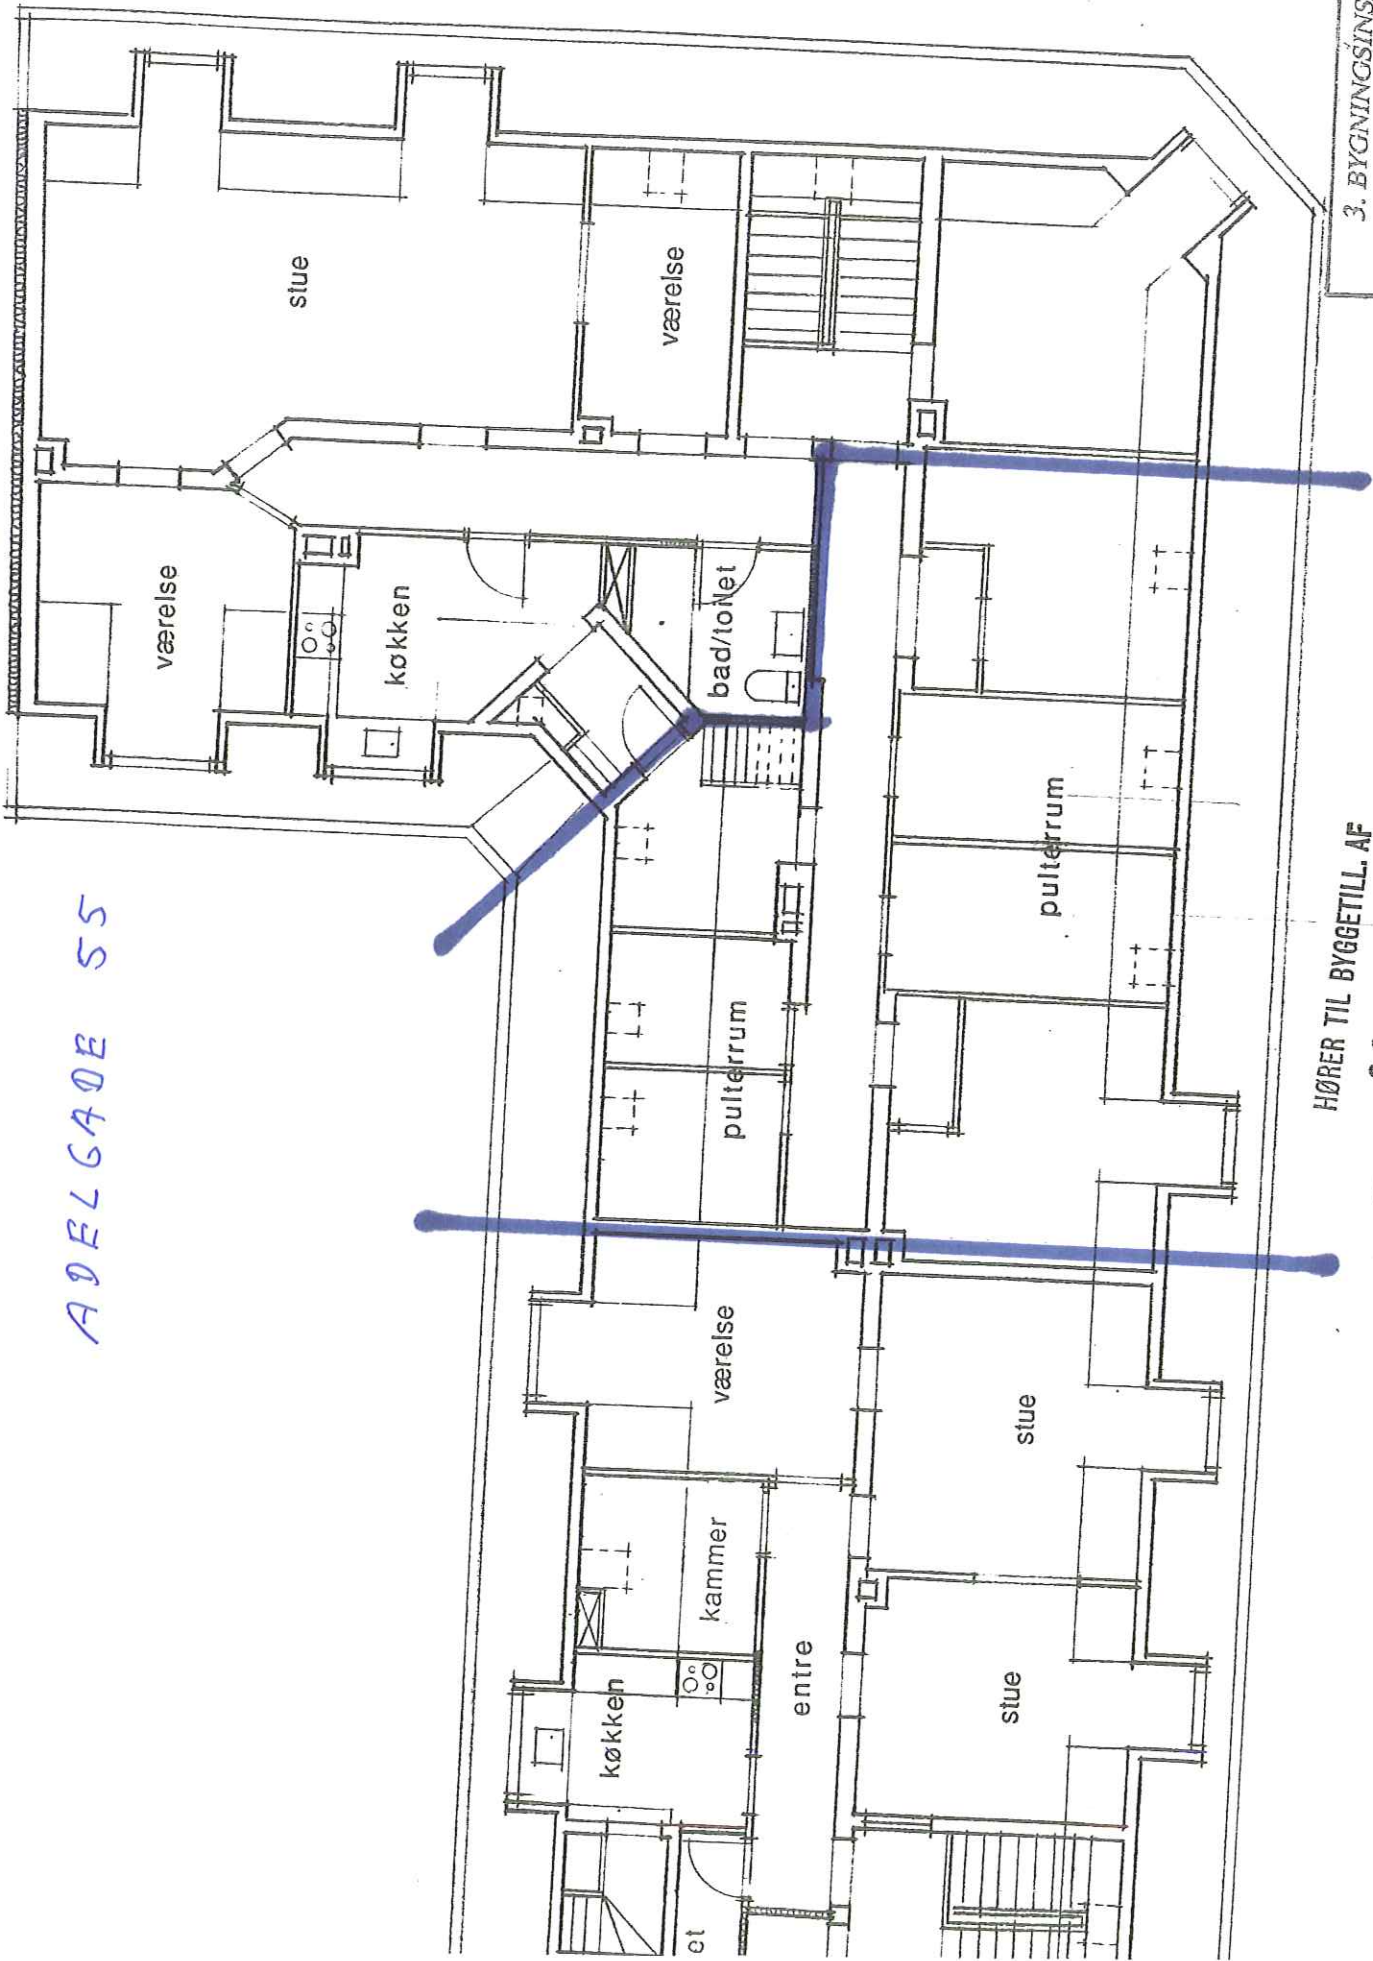 ADELGADE 55
stue
værelse
værelse
køkken
bad/toilet
pulterrum
pulterrum
værelse
stue
kammer
køkken
entre
stue
et
HØRER TIL BYGGETILL. AF
3. BYGNINGSINS